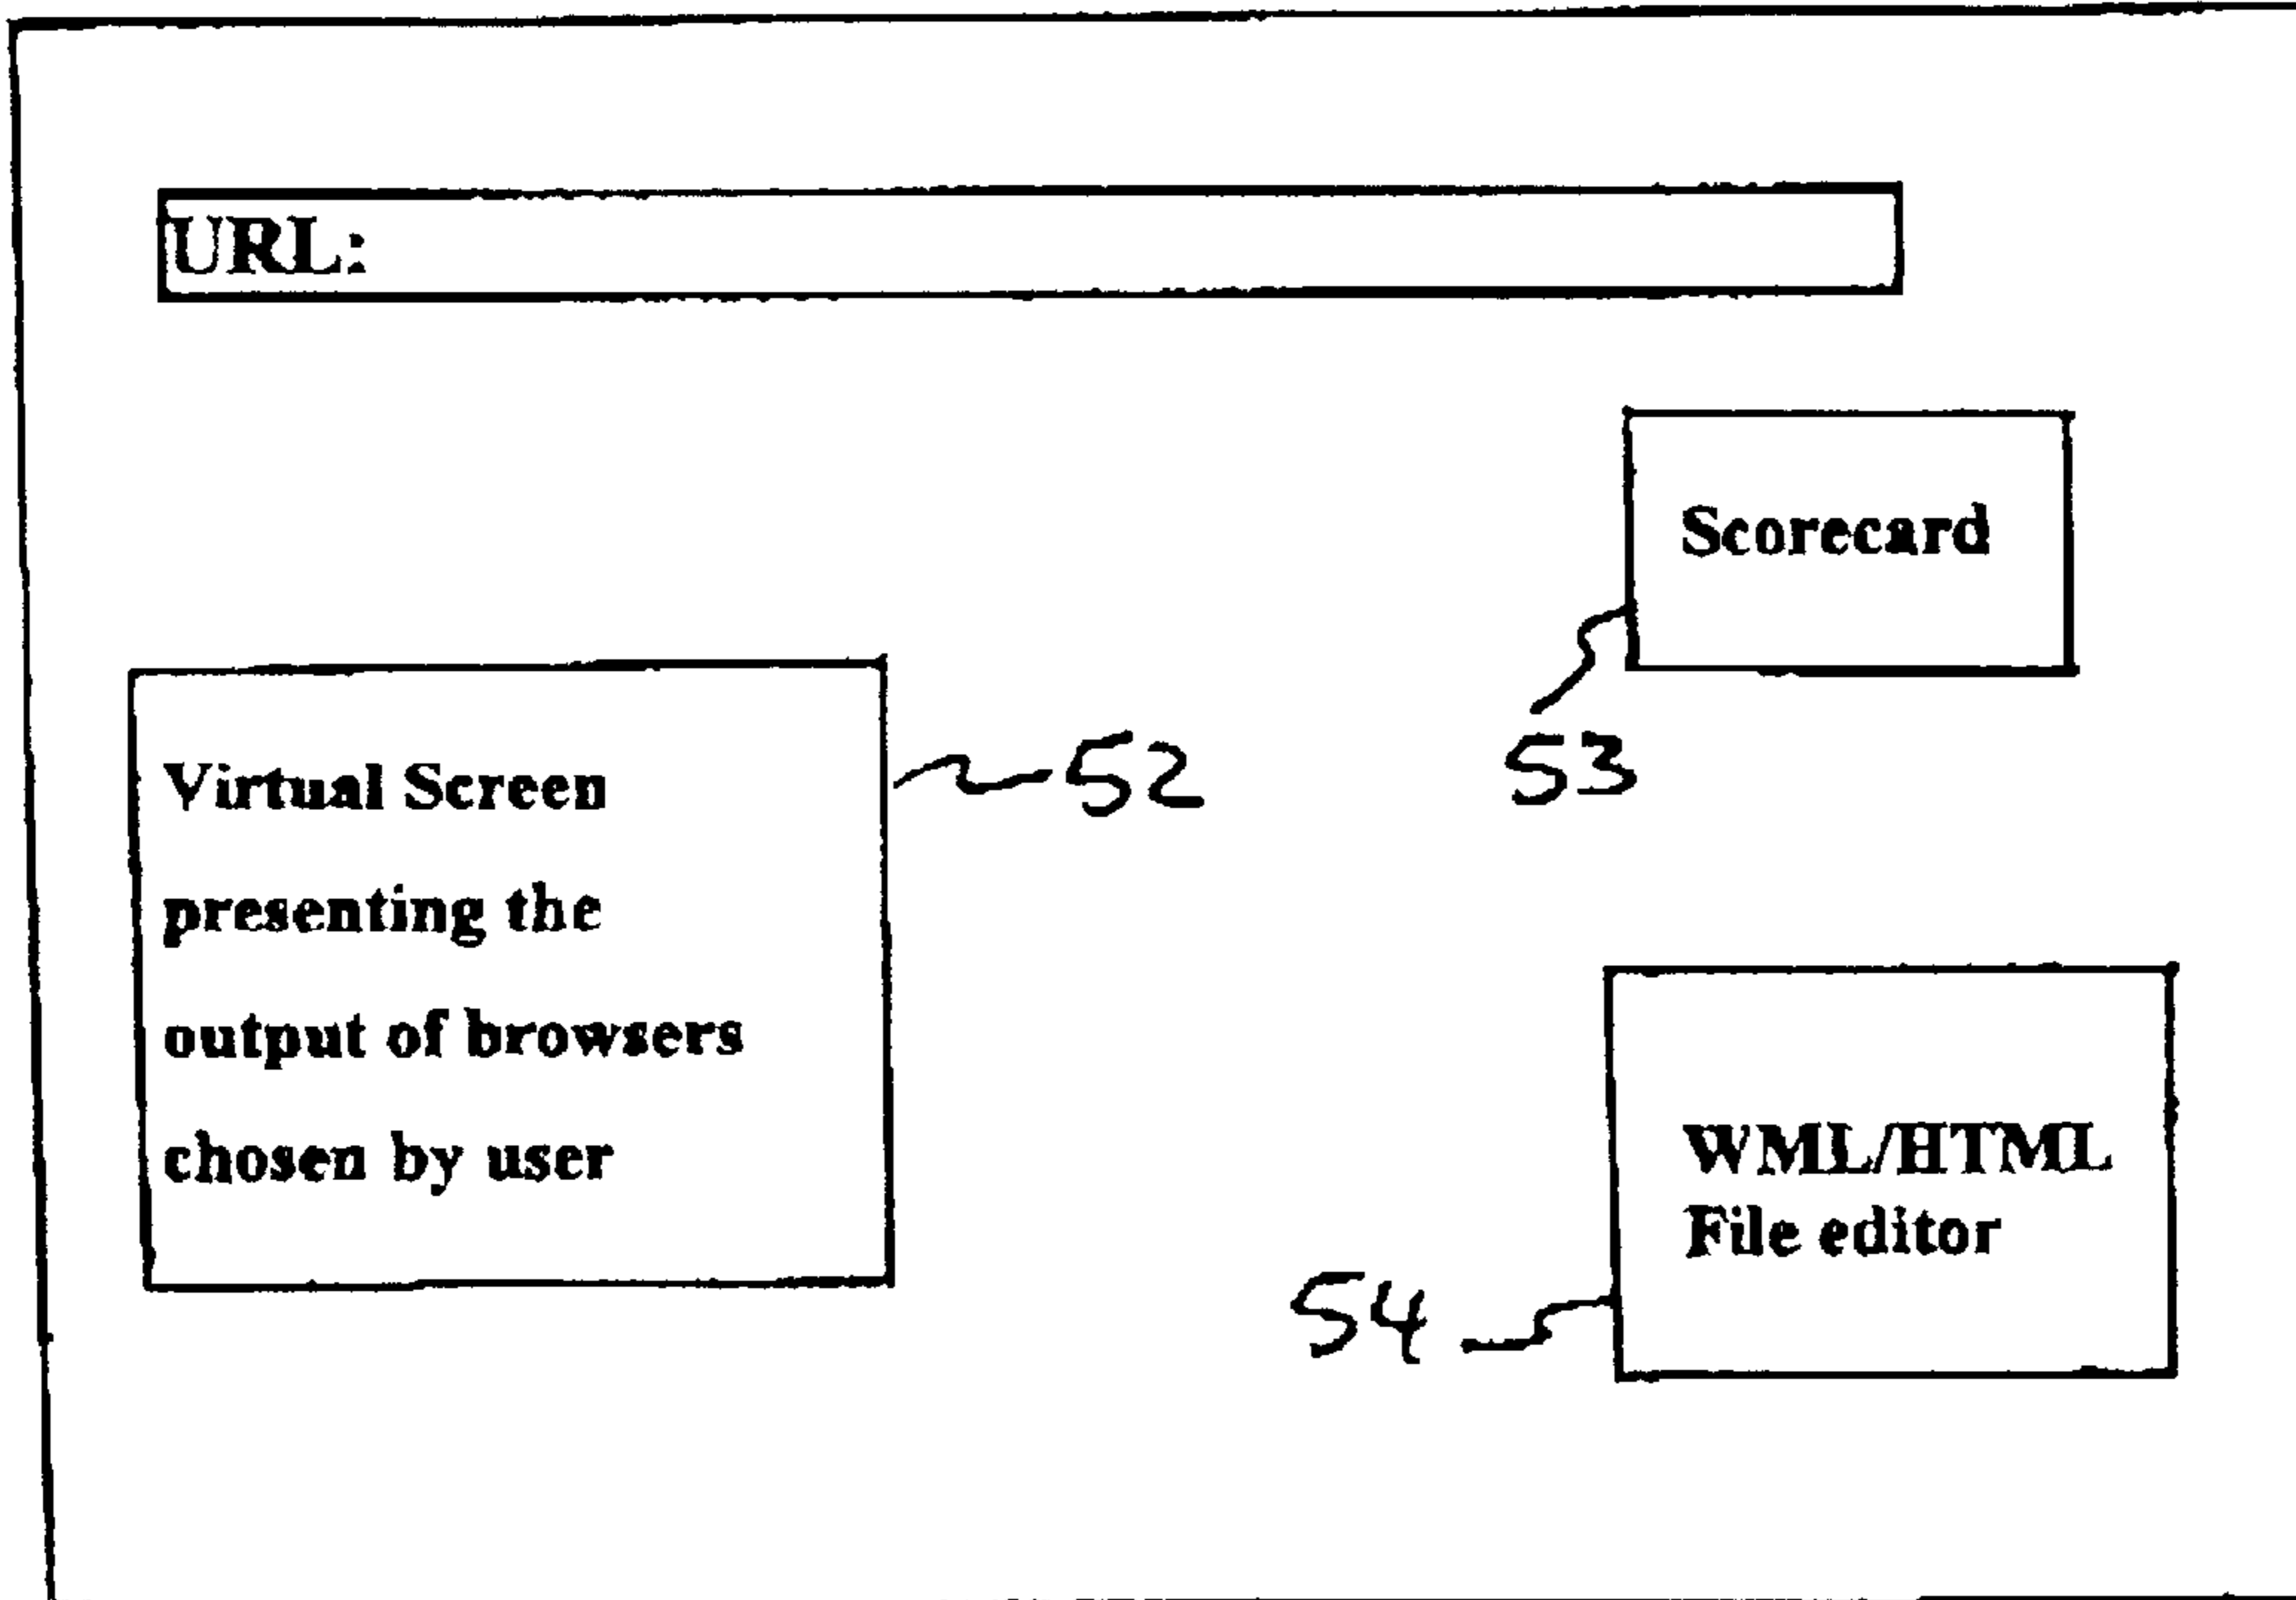 URL:
Scorecard
53
Virtual Screen
presenting the
output of browsers
chosen by user
52
WML/HTML
File editor
54